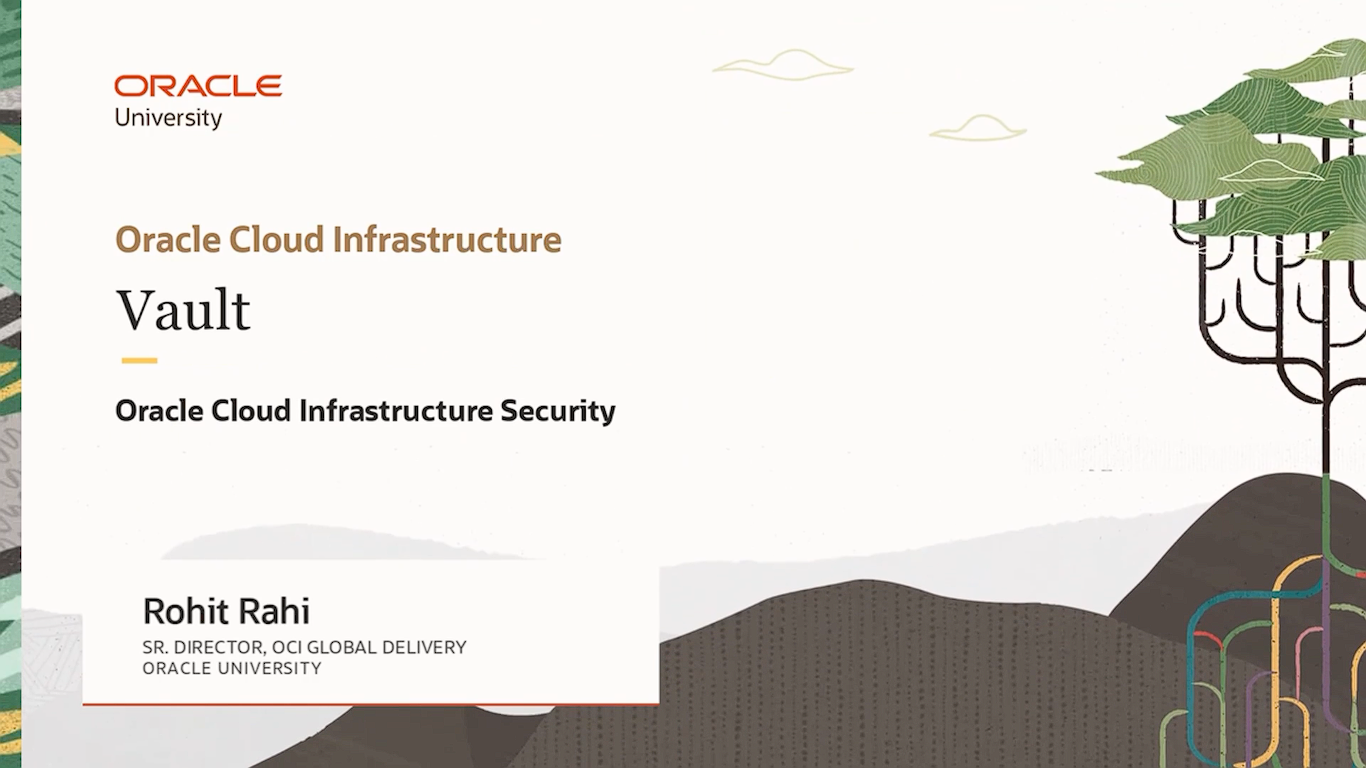 ORACLE
University
Oracle Cloud Infrastructure
Vault
Oracle Cloud Infrastructure Security
Rohit Rahi
SR. DIRECTOR, OCI GLOBAL DELIVERY
ORACLE UNIVERSITY